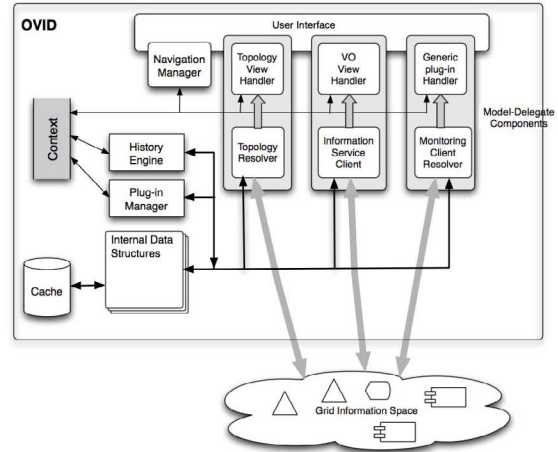 OVID
User Interface
Navigation
Manager
Topology
View
Handler
VO
View
Handler
Generic
plug-in
Handler
Model-Delegate
Components
Context
History
Engine
Plug-in
Manager
Topology
Resolver
Information
Service
Client
Monitoring
Client
Resolver
Internal Data
Structures
Cache
Grid Information Space